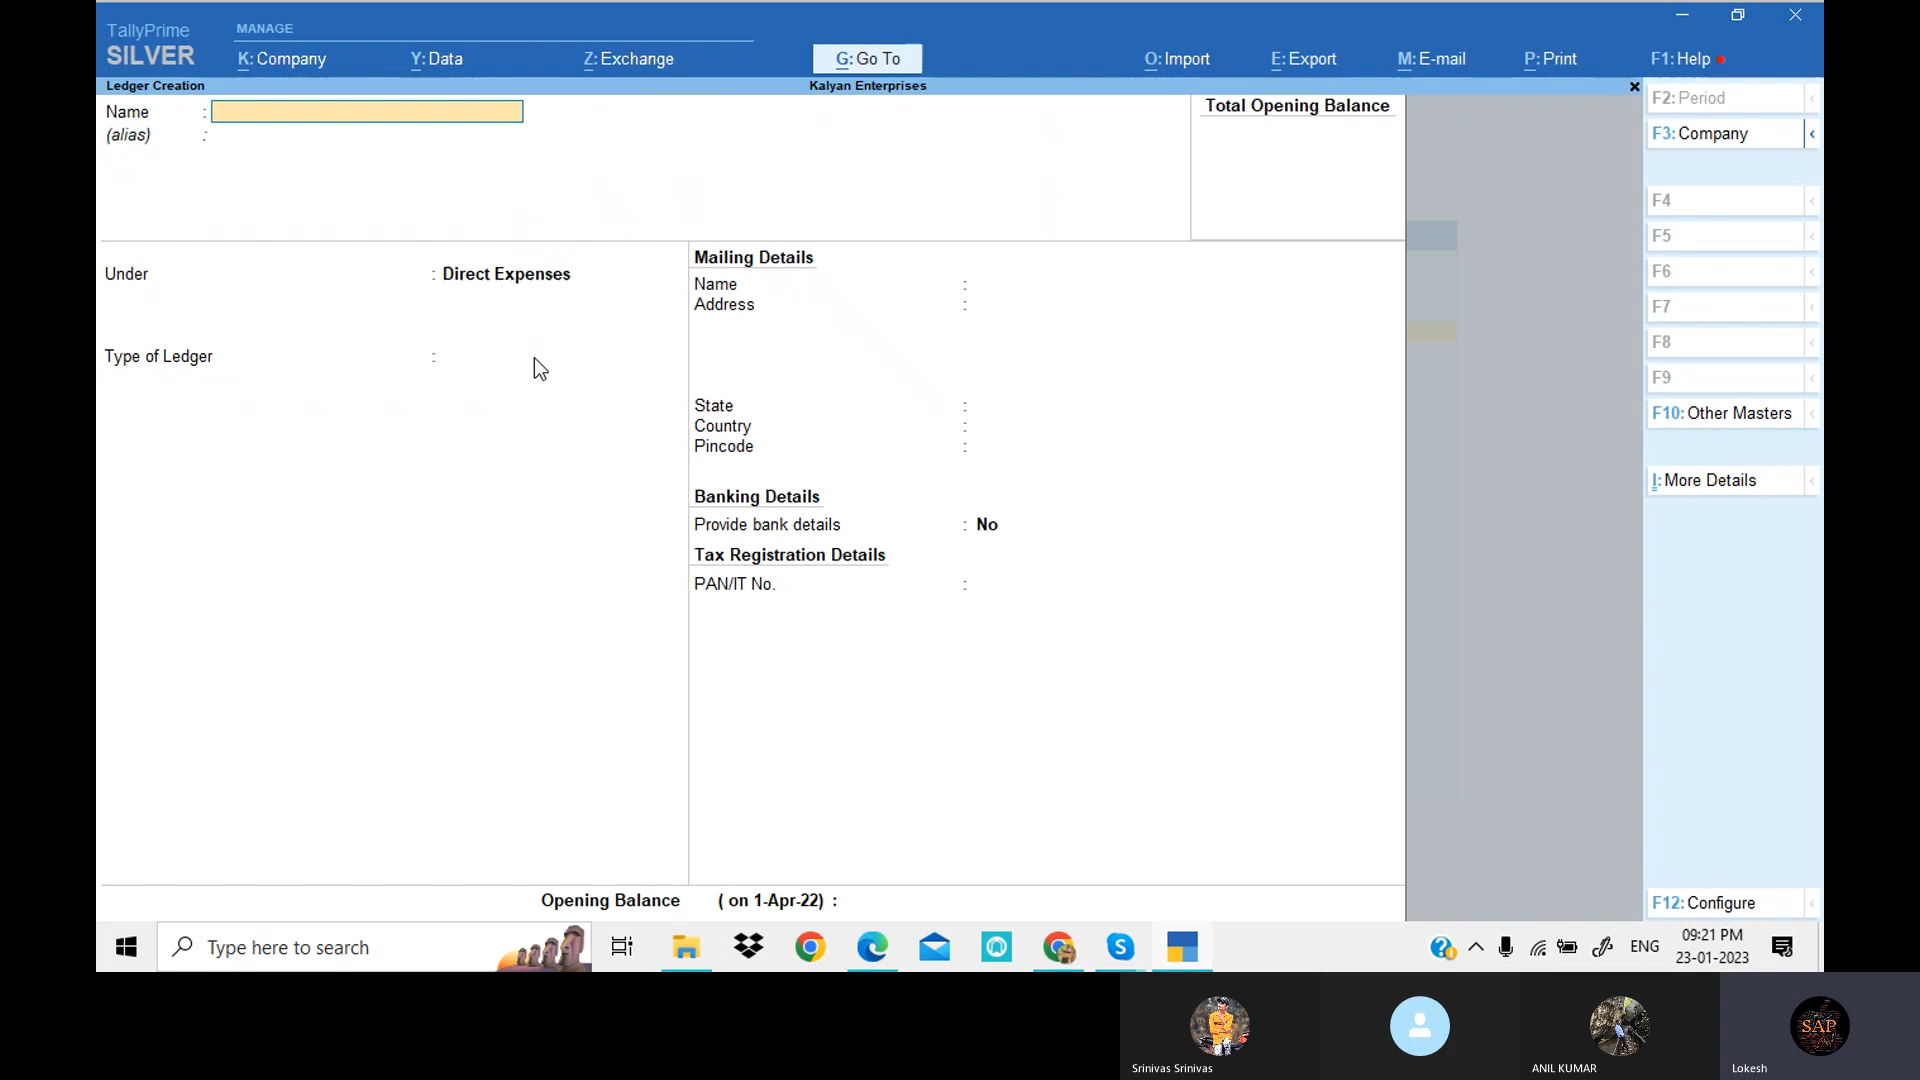 TallyPrime
SILVER
MANAGE
K: Company
Y: Data
Z: Exchange
G: Go To
O: Import
E: Export
M: E-mail
P: Print
F1: Help
Ledger Creation
Kalyan Enterprises
Name :
(alias) :
Total Opening Balance
Under : Direct Expenses
Type of Ledger :
Mailing Details
Name :
Address :
State :
Country :
Pincode :
Banking Details
Provide bank details : No
Tax Registration Details
PAN/IT No. :
Opening Balance ( on 1-Apr-22) :
F2: Period
F3: Company
F4
F5
F6
F7
F8
F9
F10: Other Masters
I: More Details
F12: Configure
Type here to search
ENG
09:21 PM
23-01-2023
Srinivas Srinivas
ANIL KUMAR
SAP
Lokesh